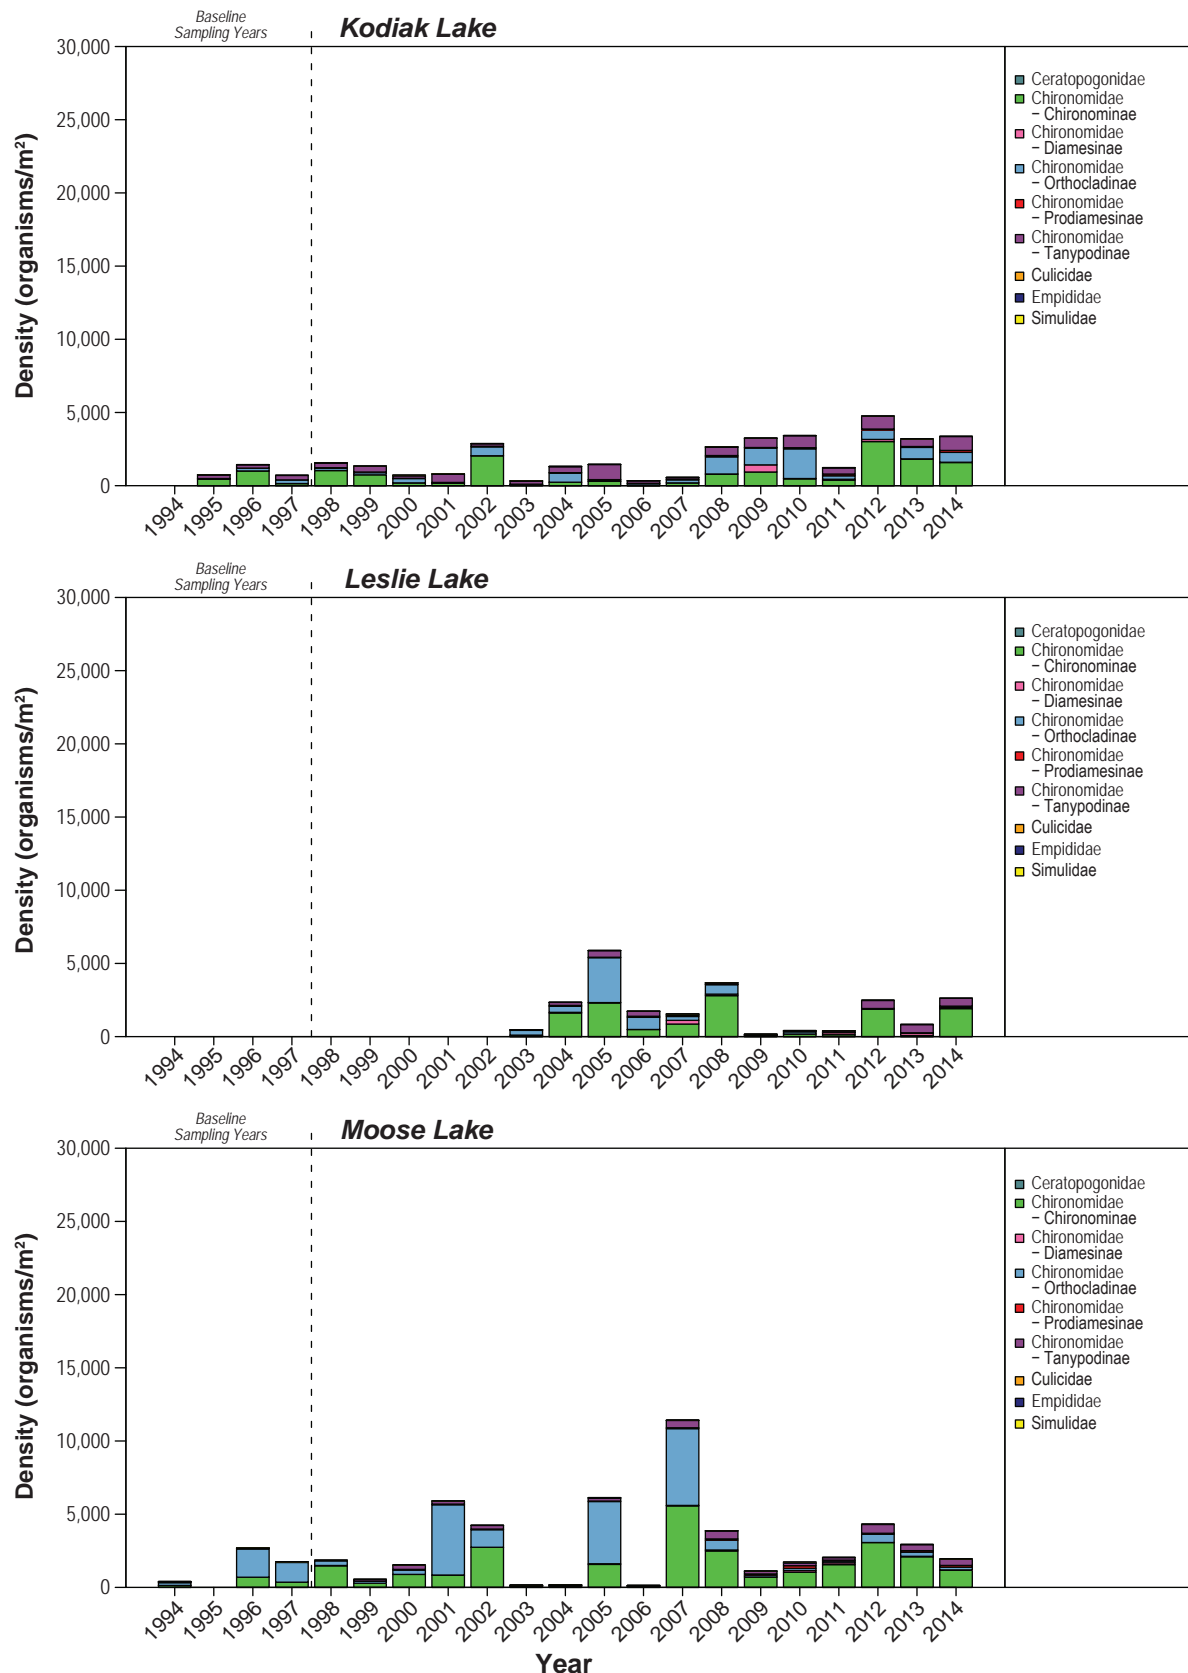 Baseline
Sampling Years
Kodiak Lake
Density (organisms/m²)
30,000
25,000
20,000
15,000
10,000
5,000
0
1994
1995
1996
1997
1998
1999
2000
2001
2002
2003
2004
2005
2006
2007
2008
2009
2010
2011
2012
2013
2014
Ceratopogonidae
Chironomidae
– Chironominae
Chironomidae
– Diamesinae
Chironomidae
– Orthocladinae
Chironomidae
– Prodiamesinae
Chironomidae
– Tanypodinae
Culicidae
Empididae
Simulidae
Baseline
Sampling Years
Leslie Lake
Density (organisms/m²)
30,000
25,000
20,000
15,000
10,000
5,000
0
1994
1995
1996
1997
1998
1999
2000
2001
2002
2003
2004
2005
2006
2007
2008
2009
2010
2011
2012
2013
2014
Ceratopogonidae
Chironomidae
– Chironominae
Chironomidae
– Diamesinae
Chironomidae
– Orthocladinae
Chironomidae
– Prodiamesinae
Chironomidae
– Tanypodinae
Culicidae
Empididae
Simulidae
Baseline
Sampling Years
Moose Lake
Density (organisms/m²)
30,000
25,000
20,000
15,000
10,000
5,000
0
1994
1995
1996
1997
1998
1999
2000
2001
2002
2003
2004
2005
2006
2007
2008
2009
2010
2011
2012
2013
2014
Year
Ceratopogonidae
Chironomidae
– Chironominae
Chironomidae
– Diamesinae
Chironomidae
– Orthocladinae
Chironomidae
– Prodiamesinae
Chironomidae
– Tanypodinae
Culicidae
Empididae
Simulidae